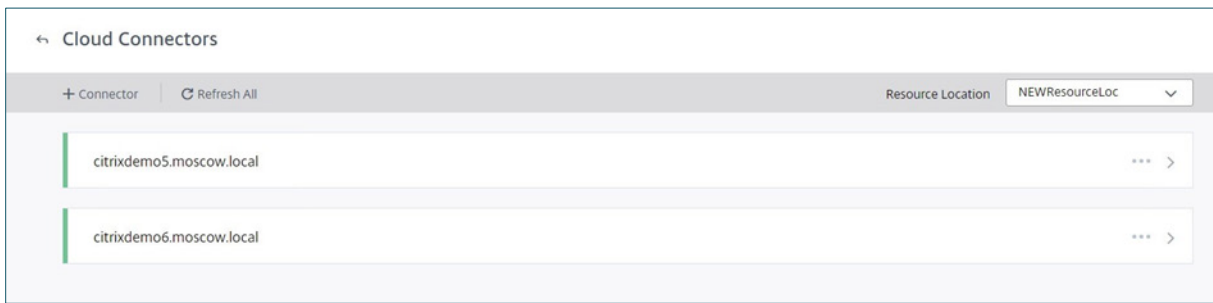 Cloud Connectors
+ Connector
Refresh All
Resource Location
NEWResourceLoc
citrixdemo5.moscow.local
citrixdemo6.moscow.local